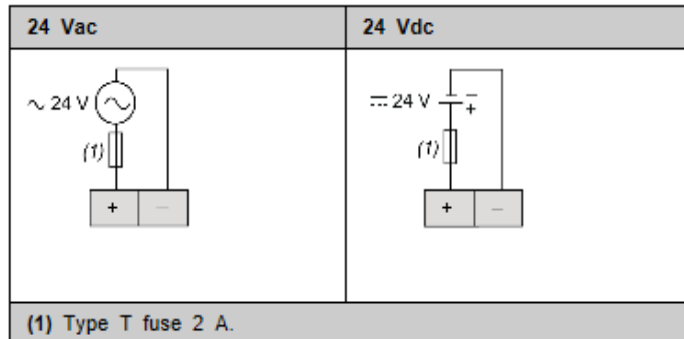 24 Vac
24 Vdc
∼ 24 V
(1)
+ −
⎓ 24 V
−
+
(1)
+ −
(1) Type T fuse 2 A.